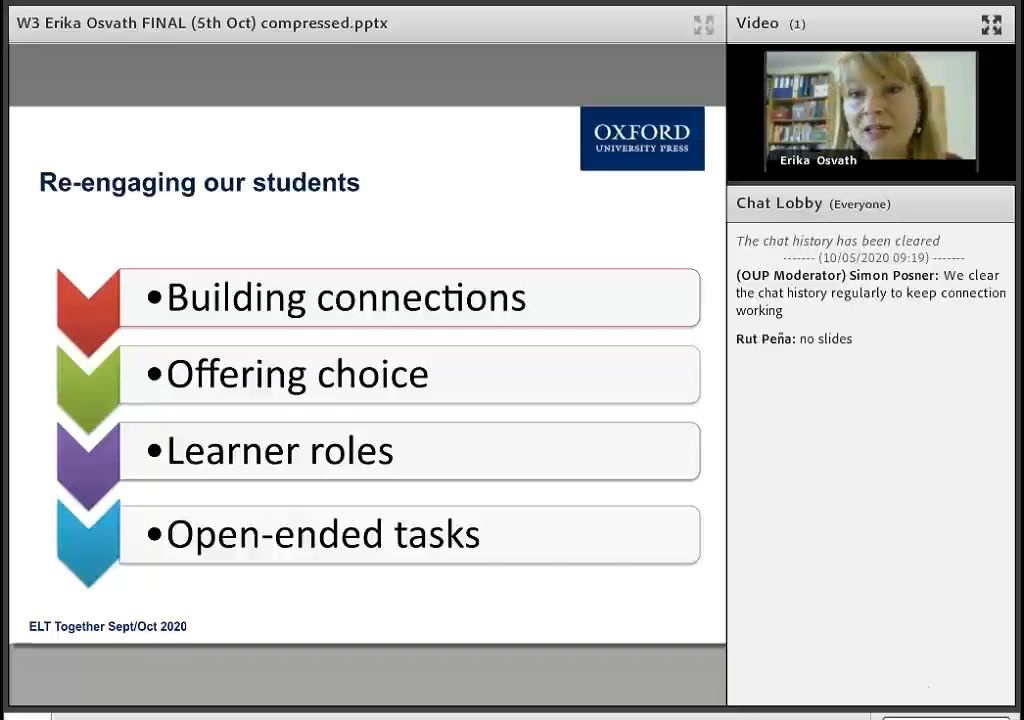 W3 Erika Osvath FINAL (5th Oct) compressed.pptx
OXFORD
UNIVERSITY PRESS
Re-engaging our students
•Building connections
•Offering choice
•Learner roles
•Open-ended tasks
ELT Together Sept/Oct 2020
Video (1)
Erika Osvath
Chat Lobby (Everyone)
The chat history has been cleared
------- (10/05/2020 09:19) -------
(OUP Moderator) Simon Posner: We clear
the chat history regularly to keep connection
working
Rut Peña: no slides